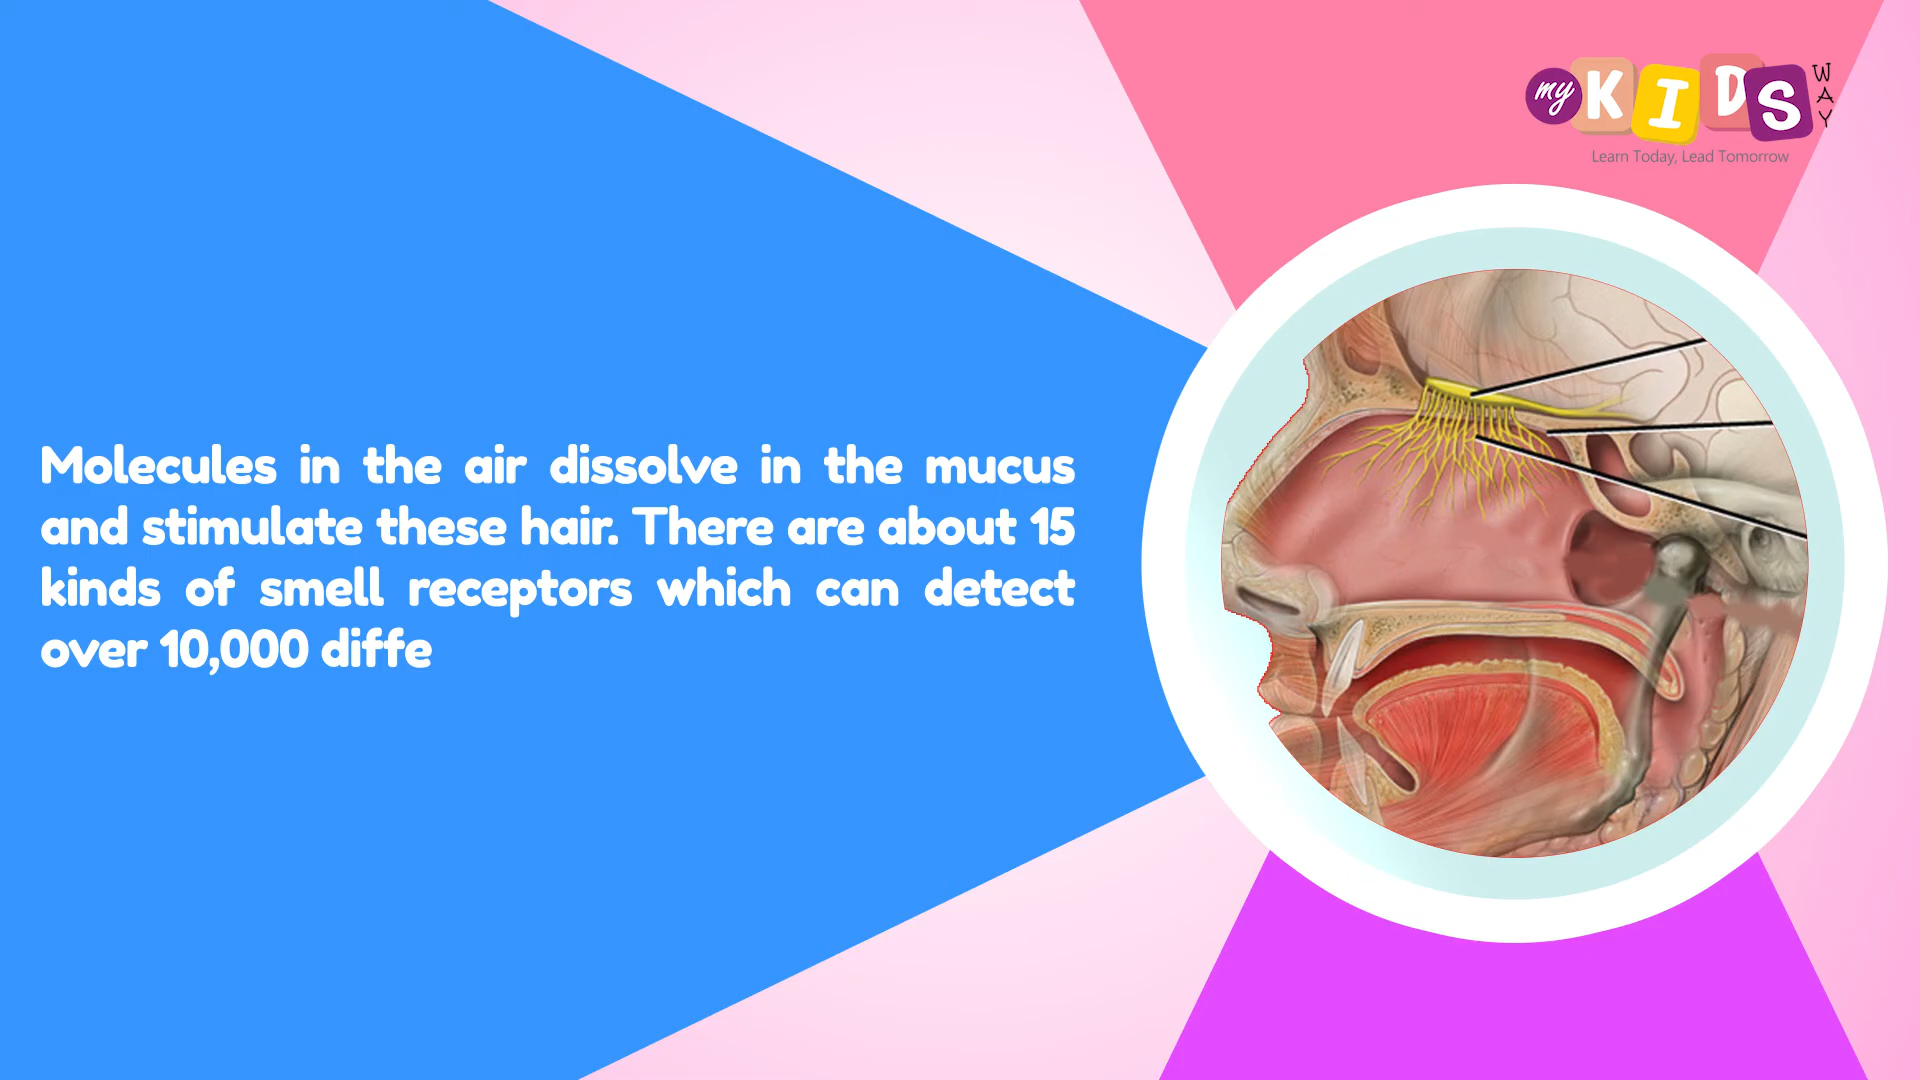 my KIDS WAY
Learn Today, Lead Tomorrow
Molecules in the air dissolve in the mucus
and stimulate these hair. There are about 15
kinds of smell receptors which can detect
over 10,000 diffe